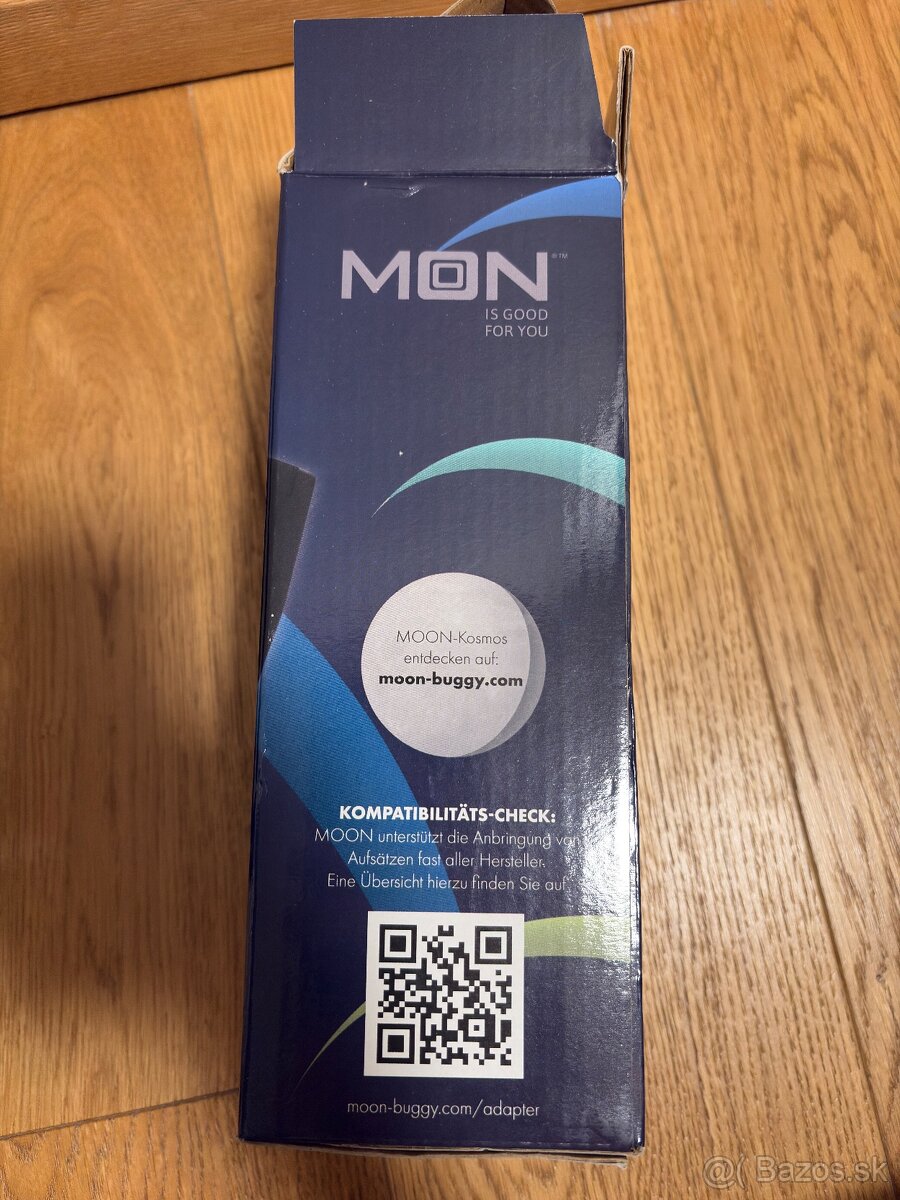 MOON ®™
IS GOOD
FOR YOU
MOON-Kosmos
entdecken auf:
moon-buggy.com
KOMPATIBILITÄTS-CHECK:
MOON unterstützt die Anbringung von
Aufsätzen fast aller Hersteller.
Eine Übersicht hierzu finden Sie auf
moon-buggy.com/adapter
@( Bazos.sk